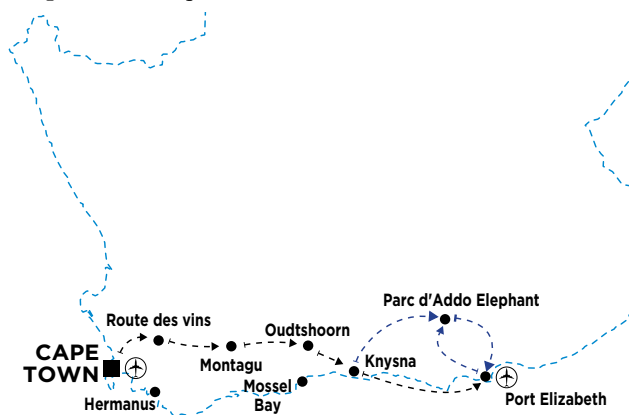 Parc d'Addo Elephant
Route des vins
Oudtshoorn
CAPE
TOWN
Montagu
Knysna
Mossel
Bay
Hermanus
Port Elizabeth